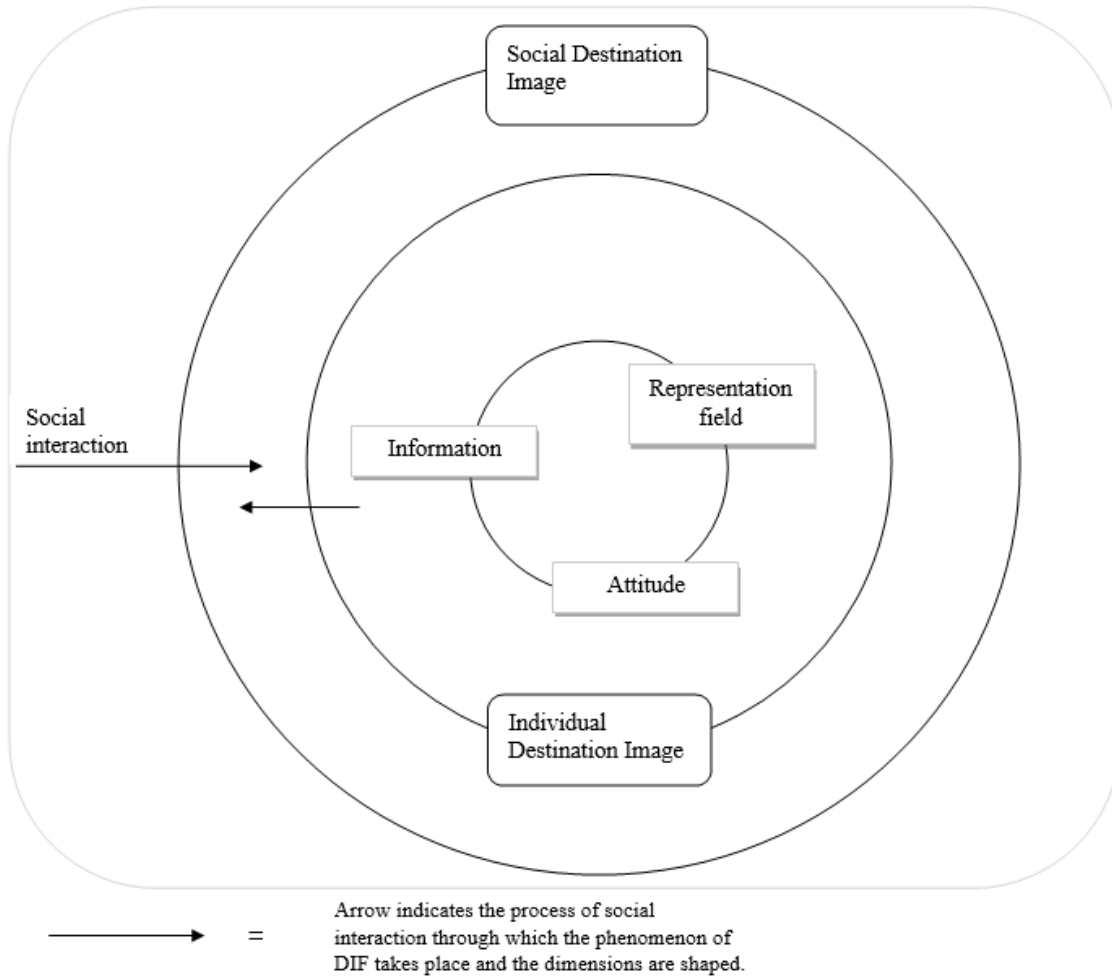 Social Destination
Image
Representation
field
Social
interaction
Information
Attitude
Individual
Destination Image
=
Arrow indicates the process of social
interaction through which the phenomenon of
DIF takes place and the dimensions are shaped.